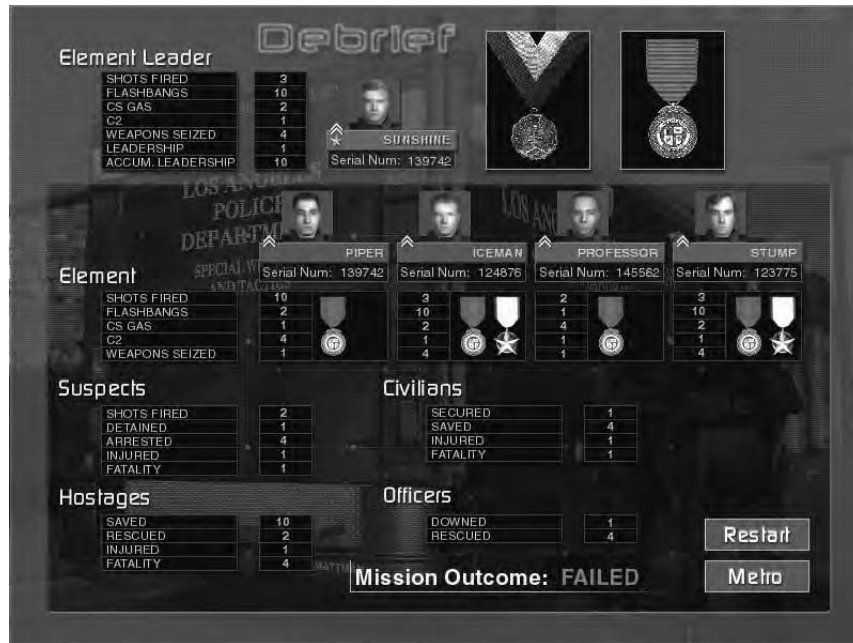 Debrief
Element Leader
SHOTS FIRED 3
FLASHBANGS 10
CS GAS 2
C2 1
WEAPONS SEIZED 4
LEADERSHIP 1
ACCUM. LEADERSHIP 10
SUNSHINE
Serial Num: 139742
LOS ANGELES
POLICE
DEPARTM
SPECIAL W
AND TACTICS
LOS AN
PIPER ICEMAN PROFESSOR STUMP
Serial Num: 139742 Serial Num: 124876 Serial Num: 145562 Serial Num: 123775
Element
SHOTS FIRED 10 3 2 3
FLASHBANGS 2 10 1 10
CS GAS 1 2 4 2
C2 4 1 1 1
WEAPONS SEIZED 1 4 1 4
Suspects
SHOTS FIRED 2
DETAINED 1
ARRESTED 4
INJURED 1
FATALITY 1
Civilians
SECURED 1
SAVED 4
INJURED 1
FATALITY 1
Hostages
SAVED 10
RESCUED 2
INJURED 1
FATALITY 4
Officers
DOWNED 1
RESCUED 4
Mission Outcome: FAILED
Restart
Metro